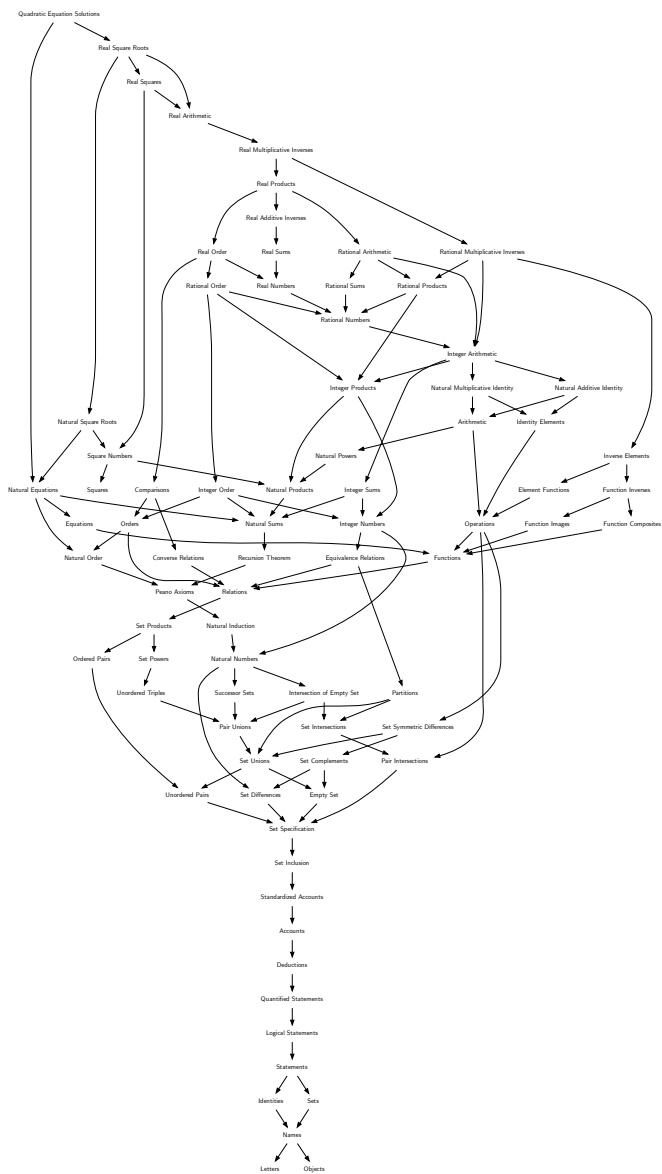 Quadratic Equation Solutions
Real Square Roots
Real Squares
Real Arithmetic
Real Multiplicative Inverses
Real Products
Real Additive Inverses
Real Order
Real Sums
Rational Arithmetic
Rational Multiplicative Inverses
Rational Order
Real Numbers
Rational Sums
Rational Products
Rational Numbers
Integer Arithmetic
Integer Products
Natural Multiplicative Identity
Natural Additive Identity
Natural Square Roots
Arithmetic
Identity Elements
Square Numbers
Natural Powers
Inverse Elements
Natural Equations
Squares
Comparisons
Integer Order
Natural Products
Integer Sums
Element Functions
Function Inverses
Equations
Orders
Natural Sums
Integer Numbers
Operations
Function Images
Function Composites
Natural Order
Converse Relations
Recursion Theorem
Equivalence Relations
Functions
Peano Axioms
Relations
Set Products
Natural Induction
Ordered Pairs
Set Powers
Natural Numbers
Unordered Triples
Successor Sets
Intersection of Empty Set
Partitions
Pair Unions
Set Intersections
Set Symmetric Differences
Set Unions
Set Complements
Pair Intersections
Unordered Pairs
Set Differences
Empty Set
Set Specification
Set Inclusion
Standardized Accounts
Accounts
Deductions
Quantified Statements
Logical Statements
Statements
Identities
Sets
Names
Letters
Objects